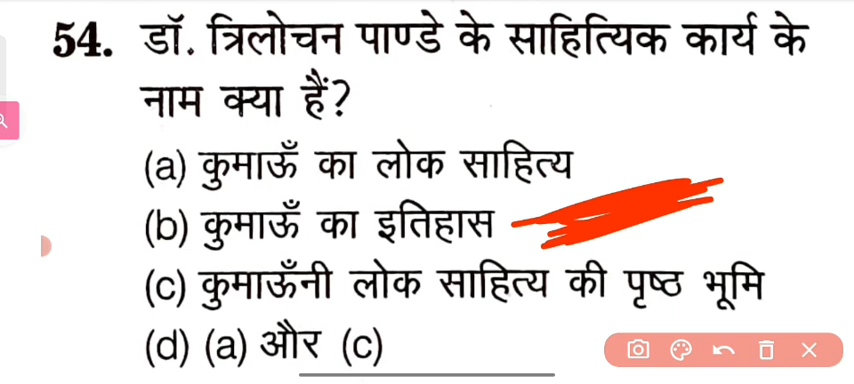 54. डॉ. त्रिलोचन पाण्डे के साहित्यिक कार्य के
नाम क्या हैं?
(a) कुमाऊँ का लोक साहित्य
(b) कुमाऊँ का इतिहास
(c) कुमाऊँनी लोक साहित्य की पृष्ठ भूमि
(d) (a) और (c)